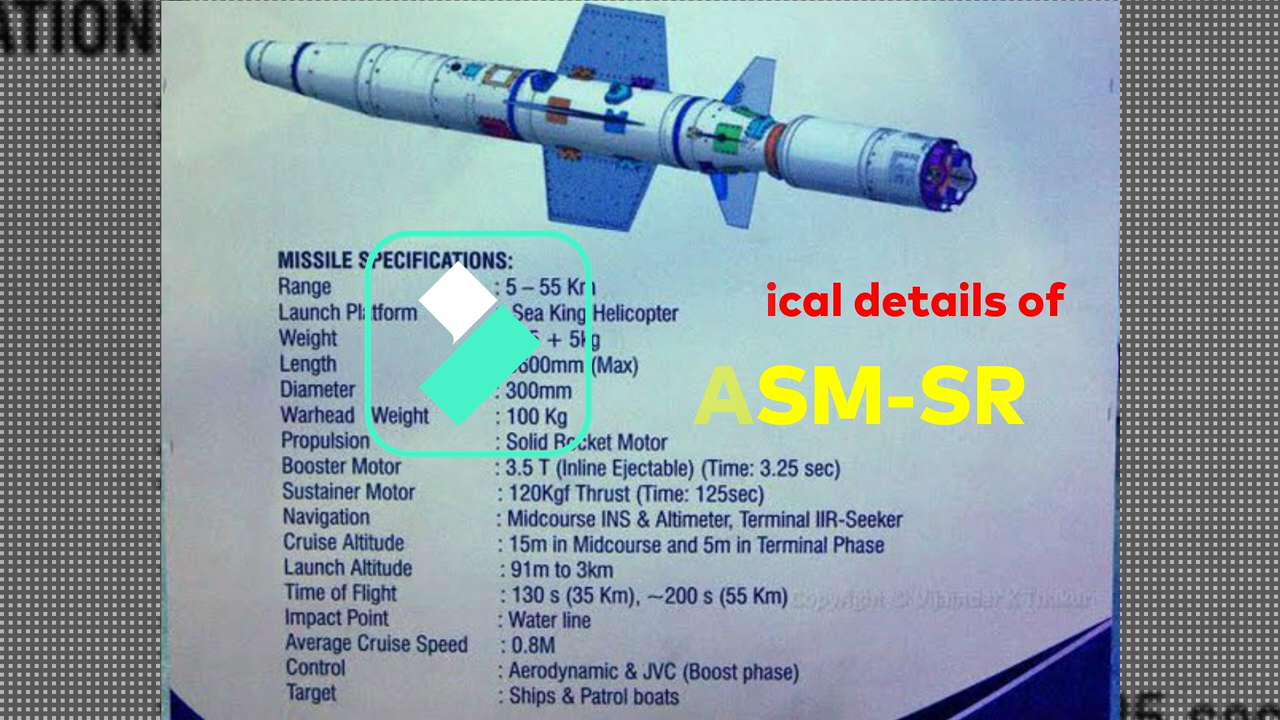 ATION
MISSILE SPECIFICATIONS:
Range : 5 – 55 Km
Launch Platform : Sea King Helicopter
Weight 5 + 5kg
Length 600mm (Max)
Diameter : 300mm
Warhead Weight : 100 Kg
Propulsion : Solid Rocket Motor
Booster Motor : 3.5 T (Inline Ejectable) (Time: 3.25 sec)
Sustainer Motor : 120Kgf Thrust (Time: 125sec)
Navigation : Midcourse INS & Altimeter, Terminal IIR-Seeker
Cruise Altitude : 15m in Midcourse and 5m in Terminal Phase
Launch Altitude : 91m to 3km
Time of Flight : 130 s (35 Km), ~200 s (55 Km)
Impact Point : Water line
Average Cruise Speed : 0.8M
Control : Aerodynamic & JVC (Boost phase)
Target : Ships & Patrol boats
ical details of
ASM-SR
Copyright ©